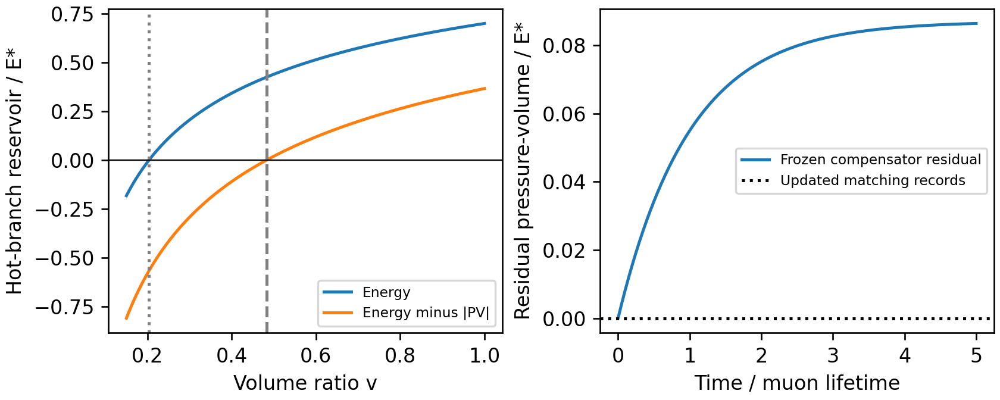 Hot-branch reservoir / E*
0.75
0.50
0.25
0.00
−0.25
−0.50
−0.75
Energy
Energy minus |PV|
0.2
0.4
0.6
0.8
1.0
Volume ratio v
Residual pressure-volume / E*
0.08
0.06
0.04
0.02
0.00
Frozen compensator residual
Updated matching records
0
1
2
3
4
5
Time / muon lifetime